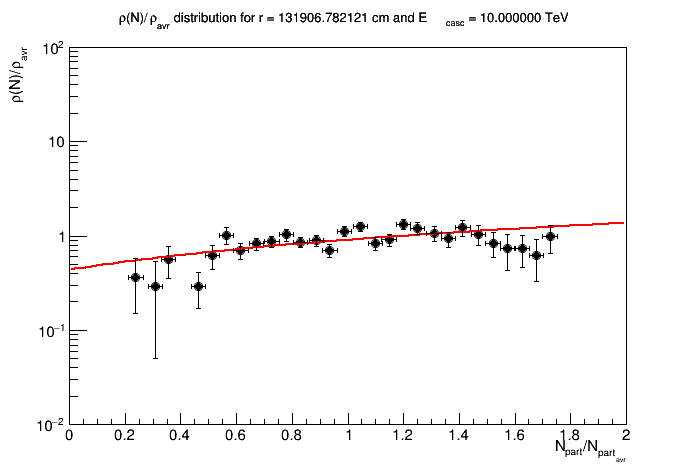 ρ(N)/ρavr distribution for r = 131906.782121 cm and E casc = 10.000000 TeV
ρ(N)/ρavr
10²
10
1
10⁻¹
10⁻²
0 0.2 0.4 0.6 0.8 1 1.2 1.4 1.6 1.8 2
Npart/Npartavr